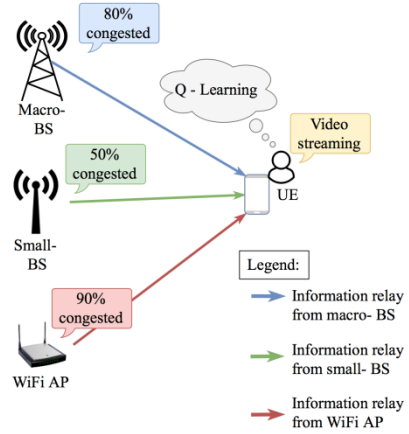 80%
congested
Macro-
BS
Q - Learning
Video
streaming
UE
50%
congested
Small-
BS
90%
congested
WiFi AP
Legend:
Information relay
from macro- BS
Information relay
from small- BS
Information relay
from WiFi AP